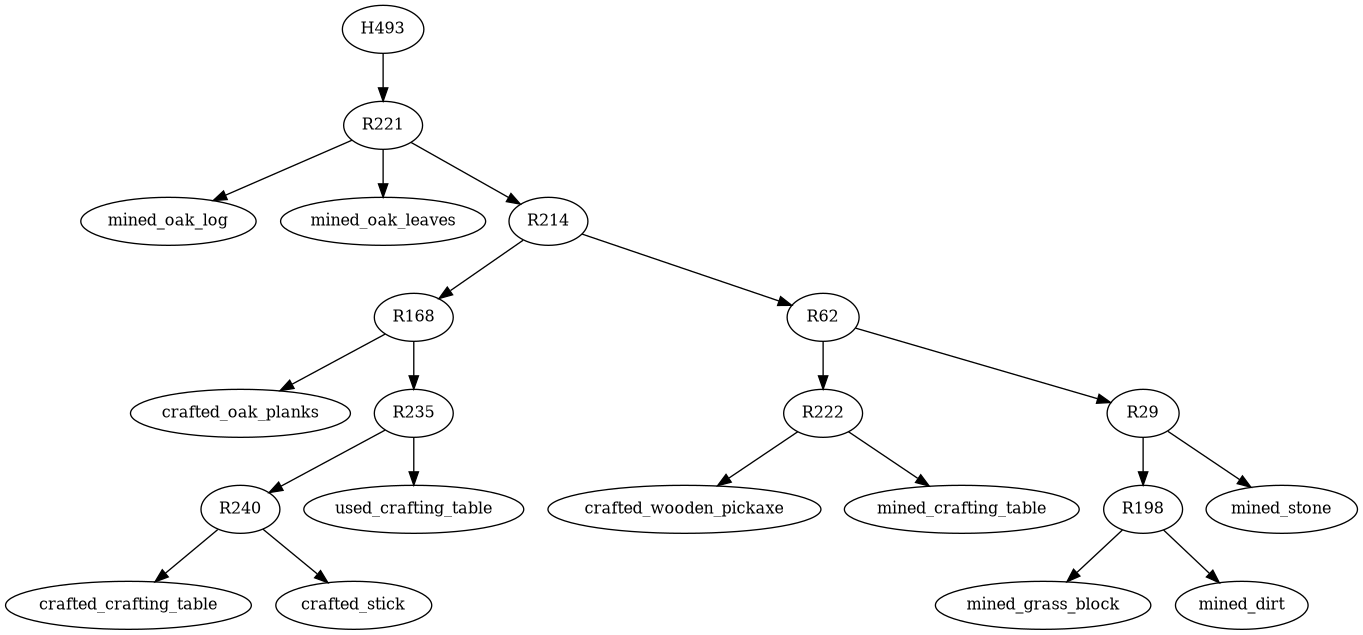 H493
R221
mined_oak_log
mined_oak_leaves
R214
R168
R62
crafted_oak_planks
R235
R222
R29
R240
used_crafting_table
crafted_wooden_pickaxe
mined_crafting_table
R198
mined_stone
crafted_crafting_table
crafted_stick
mined_grass_block
mined_dirt